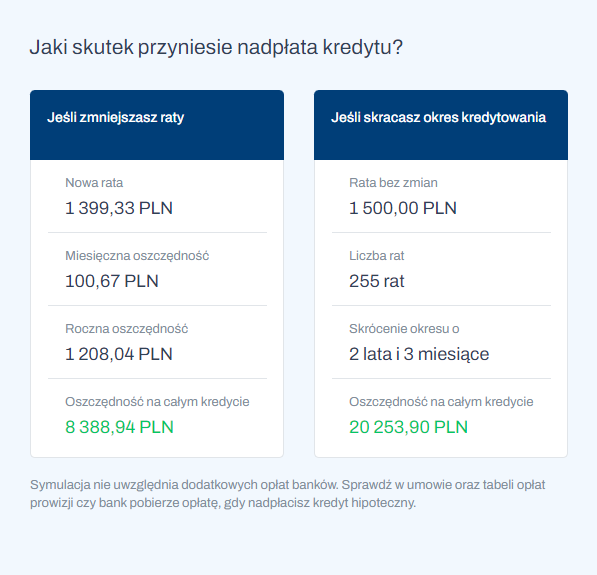 Jaki skutek przyniesie nadpłata kredytu?
Jeśli zmniejszasz raty
Nowa rata
1 399,33 PLN
Miesięczna oszczędność
100,67 PLN
Roczna oszczędność
1 208,04 PLN
Oszczędność na całym kredycie
8 388,94 PLN
Jeśli skracasz okres kredytowania
Rata bez zmian
1 500,00 PLN
Liczba rat
255 rat
Skrócenie okresu o
2 lata i 3 miesiące
Oszczędność na całym kredycie
20 253,90 PLN
Symulacja nie uwzględnia dodatkowych opłat banków. Sprawdź w umowie oraz tabeli opłat
prowizji czy bank pobierze opłatę, gdy nadpłacisz kredyt hipoteczny.